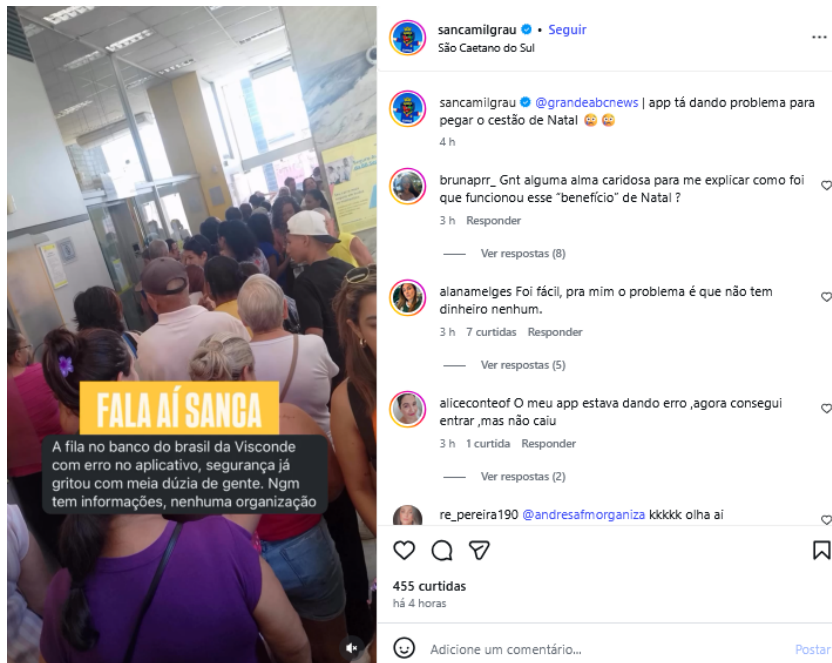 FALA AÍ SANCA
A fila no banco do brasil da Visconde
com erro no aplicativo, segurança já
gritou com meia dúzia de gente. Ngm
tem informações, nenhuma organização
sancamilgrau • Seguir
São Caetano do Sul
sancamilgrau @grandeabcnews | app tá dando problema para
pegar o cestão de Natal 🤪🤪
4 h
brunaprr_ Gnt alguma alma caridosa para me explicar como foi
que funcionou esse “benefício” de Natal ?
3 h Responder
Ver respostas (8)
alanamelges Foi fácil, pra mim o problema é que não tem
dinheiro nenhum.
3 h 7 curtidas Responder
Ver respostas (5)
aliceconteof O meu app estava dando erro ,agora consegui
entrar ,mas não caiu
3 h 1 curtida Responder
Ver respostas (2)
re_pereira190 @andresafmorganiza kkkkk olha ai
455 curtidas
há 4 horas
Adicione um comentário...
Postar